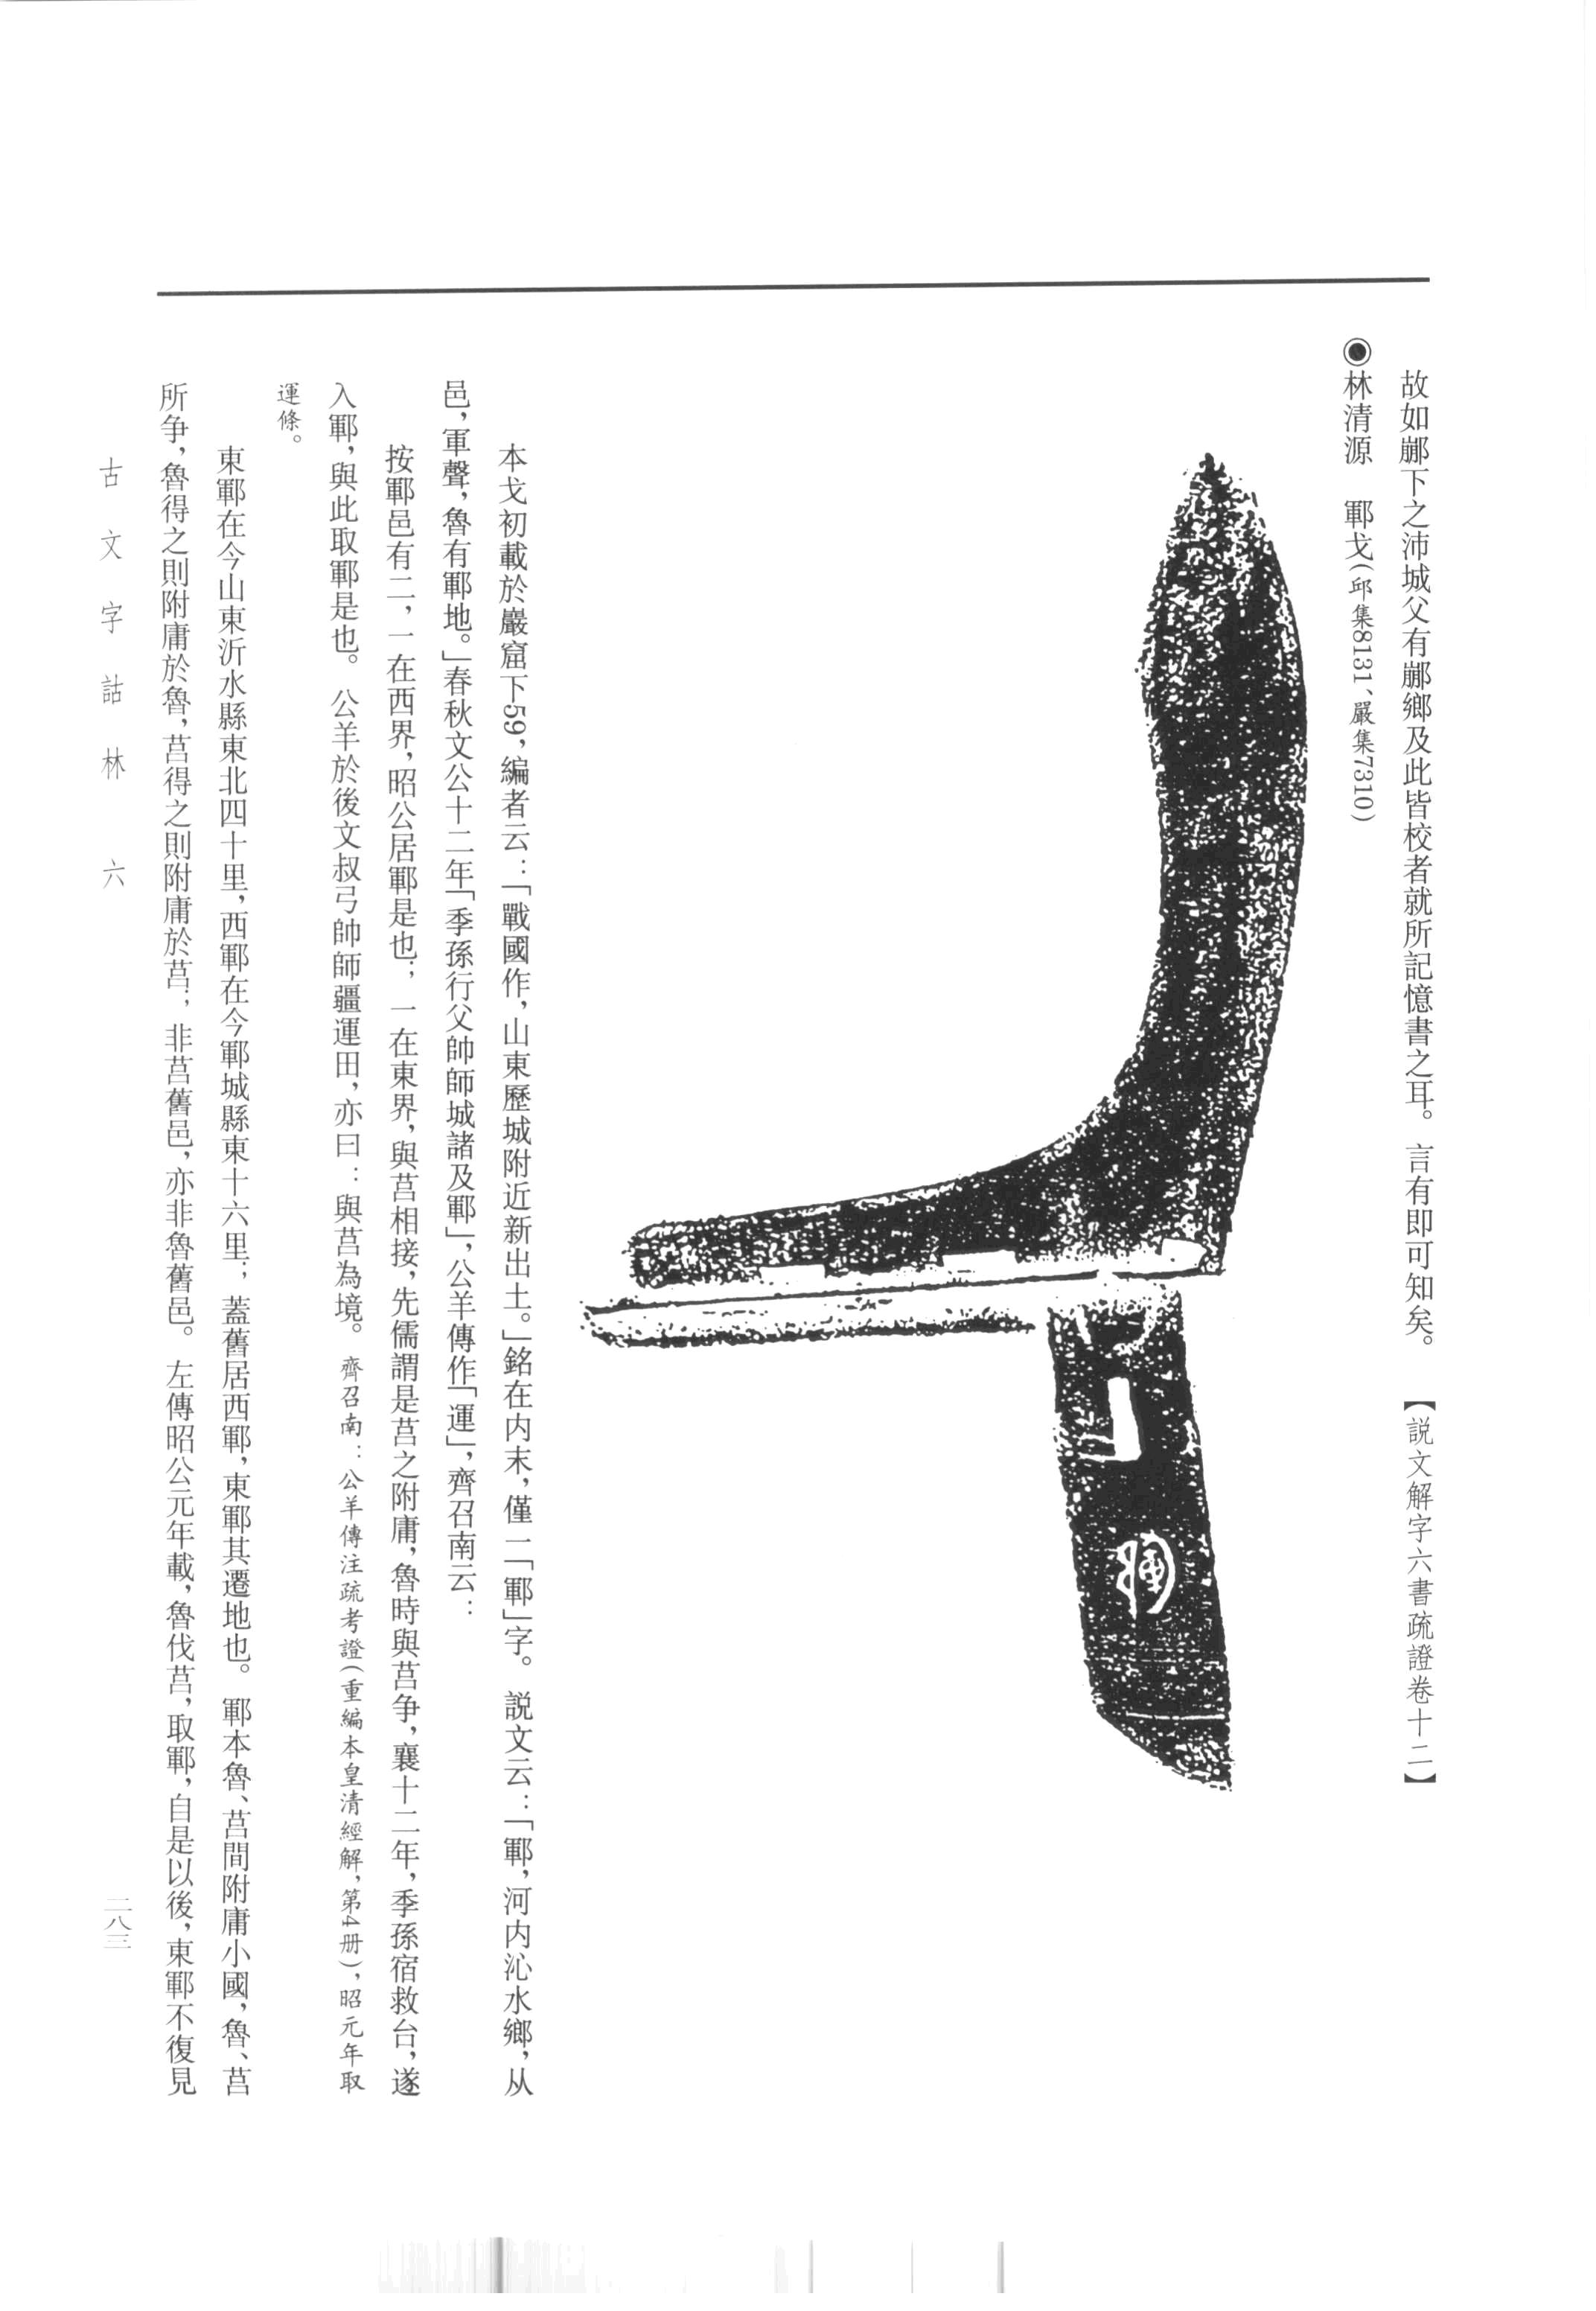 故如鄘下之沛城父有鄘鄉及此皆校者就所記憶書之耳。言有即可知矣。【説文解字六書疏證卷十二】
◉林清源　鄆戈（邱集8131、嚴集7310）
本戈初載於巖窟下59，編者云：「戰國作，山東歷城附近新出土。」銘在内末，僅一「鄆」字。説文云：「鄆，河内沁水鄉，从
邑，軍聲，魯有鄆地。」春秋文公十二年「季孫行父帥師城諸及鄆」，公羊傳作「運」，齊召南云：
按鄆邑有二，一在西界，昭公居鄆是也；一在東界，與莒相接，先儒謂是莒之附庸，魯時與莒争，襄十二年，季孫宿救台，遂
入鄆，與此取鄆是也。公羊於後文叔弓帥師疆運田，亦曰：與莒為境。齊召南：公羊傳注疏考證（重編本皇清經解，第4册），昭元年取
運條。
東鄆在今山東沂水縣東北四十里，西鄆在今鄆城縣東十六里；蓋舊居西鄆，東鄆其遷地也。鄆本魯、莒間附庸小國，魯、莒
所争，魯得之則附庸於魯，莒得之則附庸於莒；非莒舊邑，亦非魯舊邑。左傳昭公元年載，魯伐莒，取鄆，自是以後，東鄆不復見
古文字詁林　六
二八三